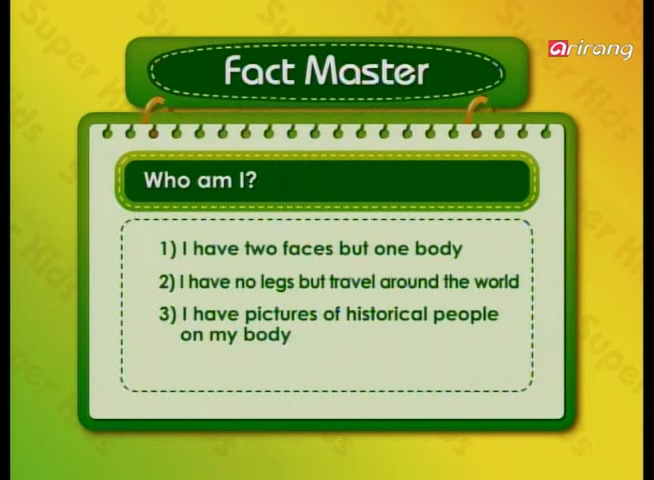 arirang
Fact Master
Who am I?
1) I have two faces but one body
2) I have no legs but travel around the world
3) I have pictures of historical people
on my body